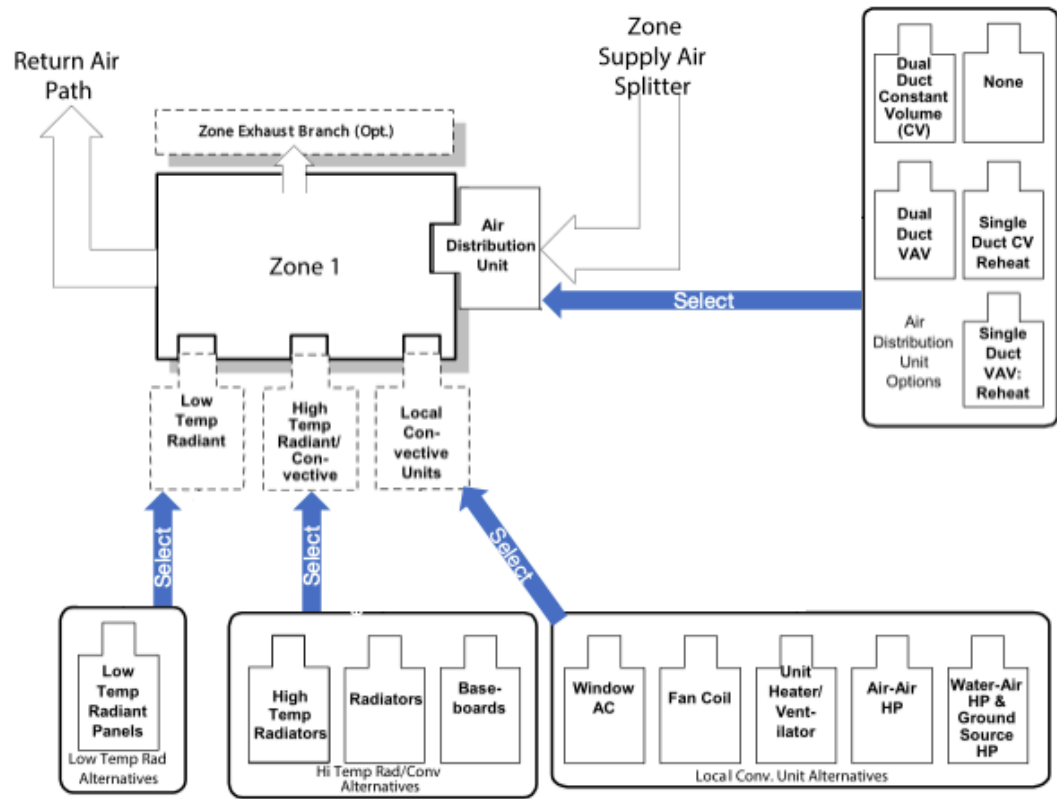 Return Air
Path
Zone
Supply Air
Splitter
Zone Exhaust Branch (Opt.)
Zone 1
Air
Distribution
Unit
Select
Dual
Duct
Constant
Volume
(CV)
None
Dual
Duct
VAV
Single
Duct CV
Reheat
Air
Distribution
Unit
Options
Single
Duct
VAV:
Reheat
Low
Temp
Radiant
High
Temp
Radiant/
Con-
vective
Local
Con-
vective
Units
Select
Select
Select
Low
Temp
Radiant
Panels
Low Temp Rad
Alternatives
High
Temp
Radiators
Radiators
Base-
boards
Hi Temp Rad/Conv
Alternatives
Window
AC
Fan Coil
Unit
Heater/
Vent-
ilator
Air-Air
HP
Water-Air
HP &
Ground
Source
HP
Local Conv. Unit Alternatives